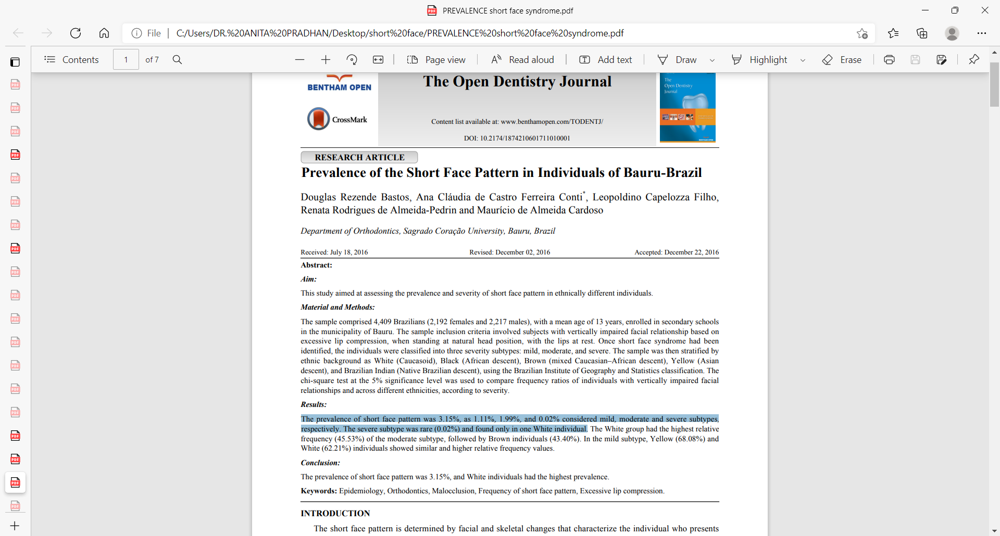 PREVALENCE short face syndrome.pdf
File
C:/Users/DR.%20ANITA%20PRADHAN/Desktop/short%20face/PREVALENCE%20short%20face%20syndrome.pdf
Contents 1 of 7 Page view Read aloud Add text Draw Highlight Erase
BENTHAM OPEN
CrossMark
The Open Dentistry Journal
Content list available at: www.benthamopen.com/TODENTJ/
DOI: 10.2174/1874210601711010001
The
Open Dentistry
Journal
BENTHAM OPEN
RESEARCH ARTICLE
Prevalence of the Short Face Pattern in Individuals of Bauru-Brazil
Douglas Rezende Bastos, Ana Cláudia de Castro Ferreira Conti*, Leopoldino Capelozza Filho,
Renata Rodrigues de Almeida-Pedrin and Maurício de Almeida Cardoso
Department of Orthodontics, Sagrado Coração University, Bauru, Brazil
Received: July 18, 2016 Revised: December 02, 2016 Accepted: December 22, 2016
Abstract:
Aim:
This study aimed at assessing the prevalence and severity of short face pattern in ethnically different individuals.
Material and Methods:
The sample comprised 4,409 Brazilians (2,192 females and 2,217 males), with a mean age of 13 years, enrolled in secondary schools
in the municipality of Bauru. The sample inclusion criteria involved subjects with vertically impaired facial relationship based on
excessive lip compression, when standing at natural head position, with the lips at rest. Once short face syndrome had been
identified, the individuals were classified into three severity subtypes: mild, moderate, and severe. The sample was then stratified by
ethnic background as White (Caucasoid), Black (African descent), Brown (mixed Caucasian–African descent), Yellow (Asian
descent), and Brazilian Indian (Native Brazilian descent), using the Brazilian Institute of Geography and Statistics classification. The
chi-square test at the 5% significance level was used to compare frequency ratios of individuals with vertically impaired facial
relationships and across different ethnicities, according to severity.
Results:
The prevalence of short face pattern was 3.15%, as 1.11%, 1.99%, and 0.02% considered mild, moderate and severe subtypes,
respectively. The severe subtype was rare (0.02%) and found only in one White individual. The White group had the highest relative
frequency (45.53%) of the moderate subtype, followed by Brown individuals (43.40%). In the mild subtype, Yellow (68.08%) and
White (62.21%) individuals showed similar and higher relative frequency values.
Conclusion:
The prevalence of short face pattern was 3.15%, and White individuals had the highest prevalence.
Keywords: Epidemiology, Orthodontics, Malocclusion, Frequency of short face pattern, Excessive lip compression.
INTRODUCTION
The short face pattern is determined by facial and skeletal changes that characterize the individual who presents